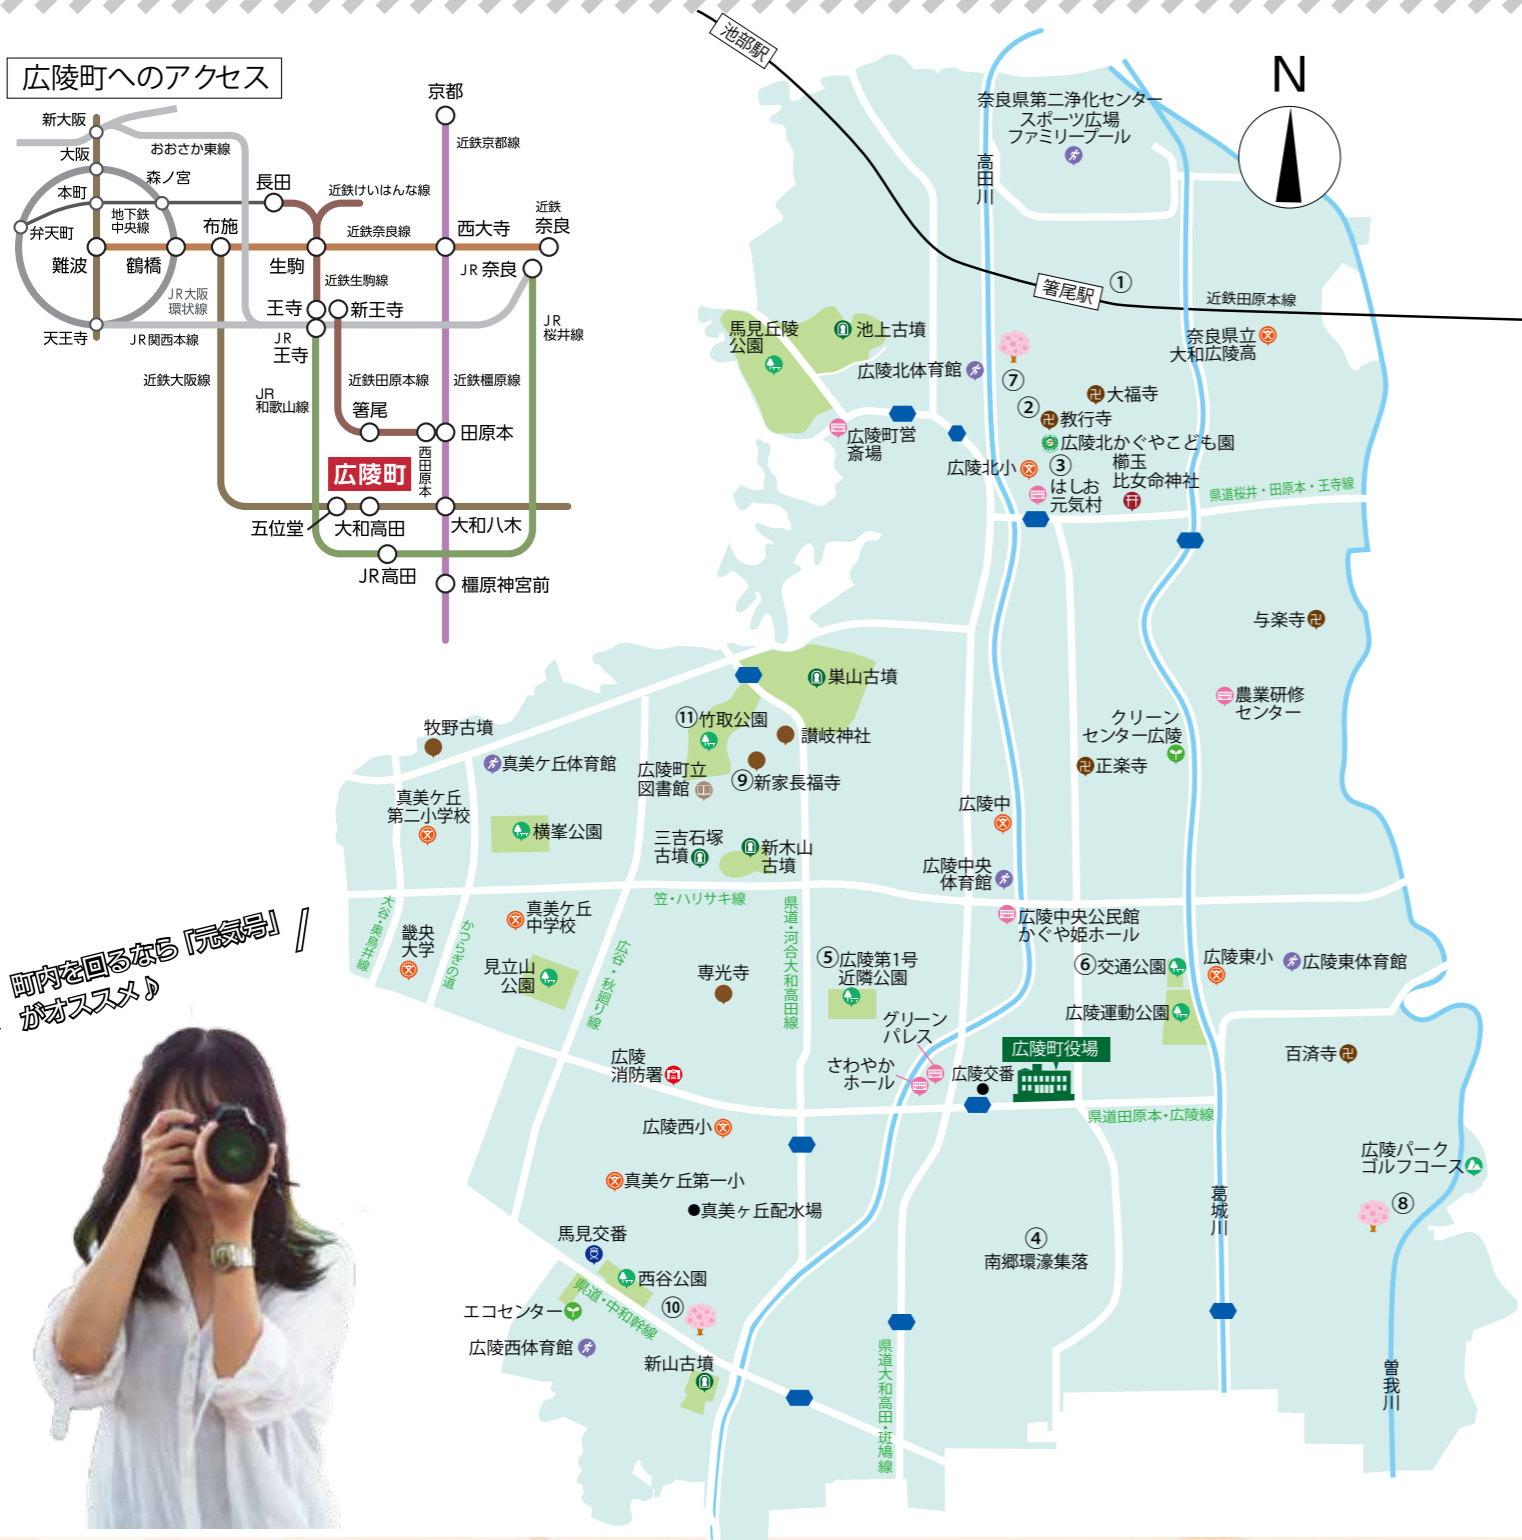 広陵町へのアクセス
京都
新大阪
近鉄京都線
おおさか東線
大阪
森ノ宮
長田
近鉄けいはんな線
本町
地下鉄
中央線
布施
近鉄
奈良
弁天町
近鉄奈良線
西大寺
難波
鶴橋
生駒
JR奈良
近鉄生駒線
JR大阪
環状線
王寺
新王寺
天王寺
JR関西本線
JR
王寺
JR
桜井線
近鉄大阪線
JR
和歌山線
近鉄田原本線
近鉄橿原線
箸尾
田原本
西田原本
広陵町
五位堂
大和高田
大和八木
JR高田
橿原神宮前
池部駅
N
奈良県第二浄化センター
スポーツ広場
ファミリープール
高田川
箸尾駅
①
近鉄田原本線
馬見丘陵
公園
池上古墳
奈良県立
大和広陵高
広陵北体育館
⑦
大福寺
②
教行寺
広陵町営
斎場
広陵北かぐやこども園
広陵北小
③
はしお
元気村
櫛玉
比女命神社
県道桜井・田原本・王寺線
与楽寺
巣山古墳
農業研修
センター
⑪竹取公園
讃岐神社
クリーン
センター広陵
牧野古墳
真美ケ丘体育館
広陵町立
図書館
⑨新家長福寺
正楽寺
真美ケ丘
第二小学校
広陵中
横峯公園
三吉石塚
古墳
新木山
古墳
広陵中央
体育館
笠・ハリサキ線
大谷・奥鳥井線
かつらぎの道
真美ケ丘
中学校
県道・河合大和高田線
広陵中央公民館
かぐや姫ホール
畿央
大学
広谷・秋廻り線
見立山
公園
専光寺
⑤広陵第1号
近隣公園
⑥交通公園
広陵東小
広陵東体育館
町内を回るなら「元気号」
がオススメ♪
グリーン
パレス
広陵運動公園
広陵町役場
百済寺
広陵
消防署
さわやか
ホール
広陵交番
県道田原本・広陵線
広陵西小
広陵パーク
ゴルフコース
真美ケ丘第一小
葛城川
⑧
真美ヶ丘配水場
馬見交番
④
南郷環濠集落
西谷公園
県道・中和幹線
エコセンター
⑩
広陵西体育館
新山古墳
県道大和高田・斑鳩線
曽我川